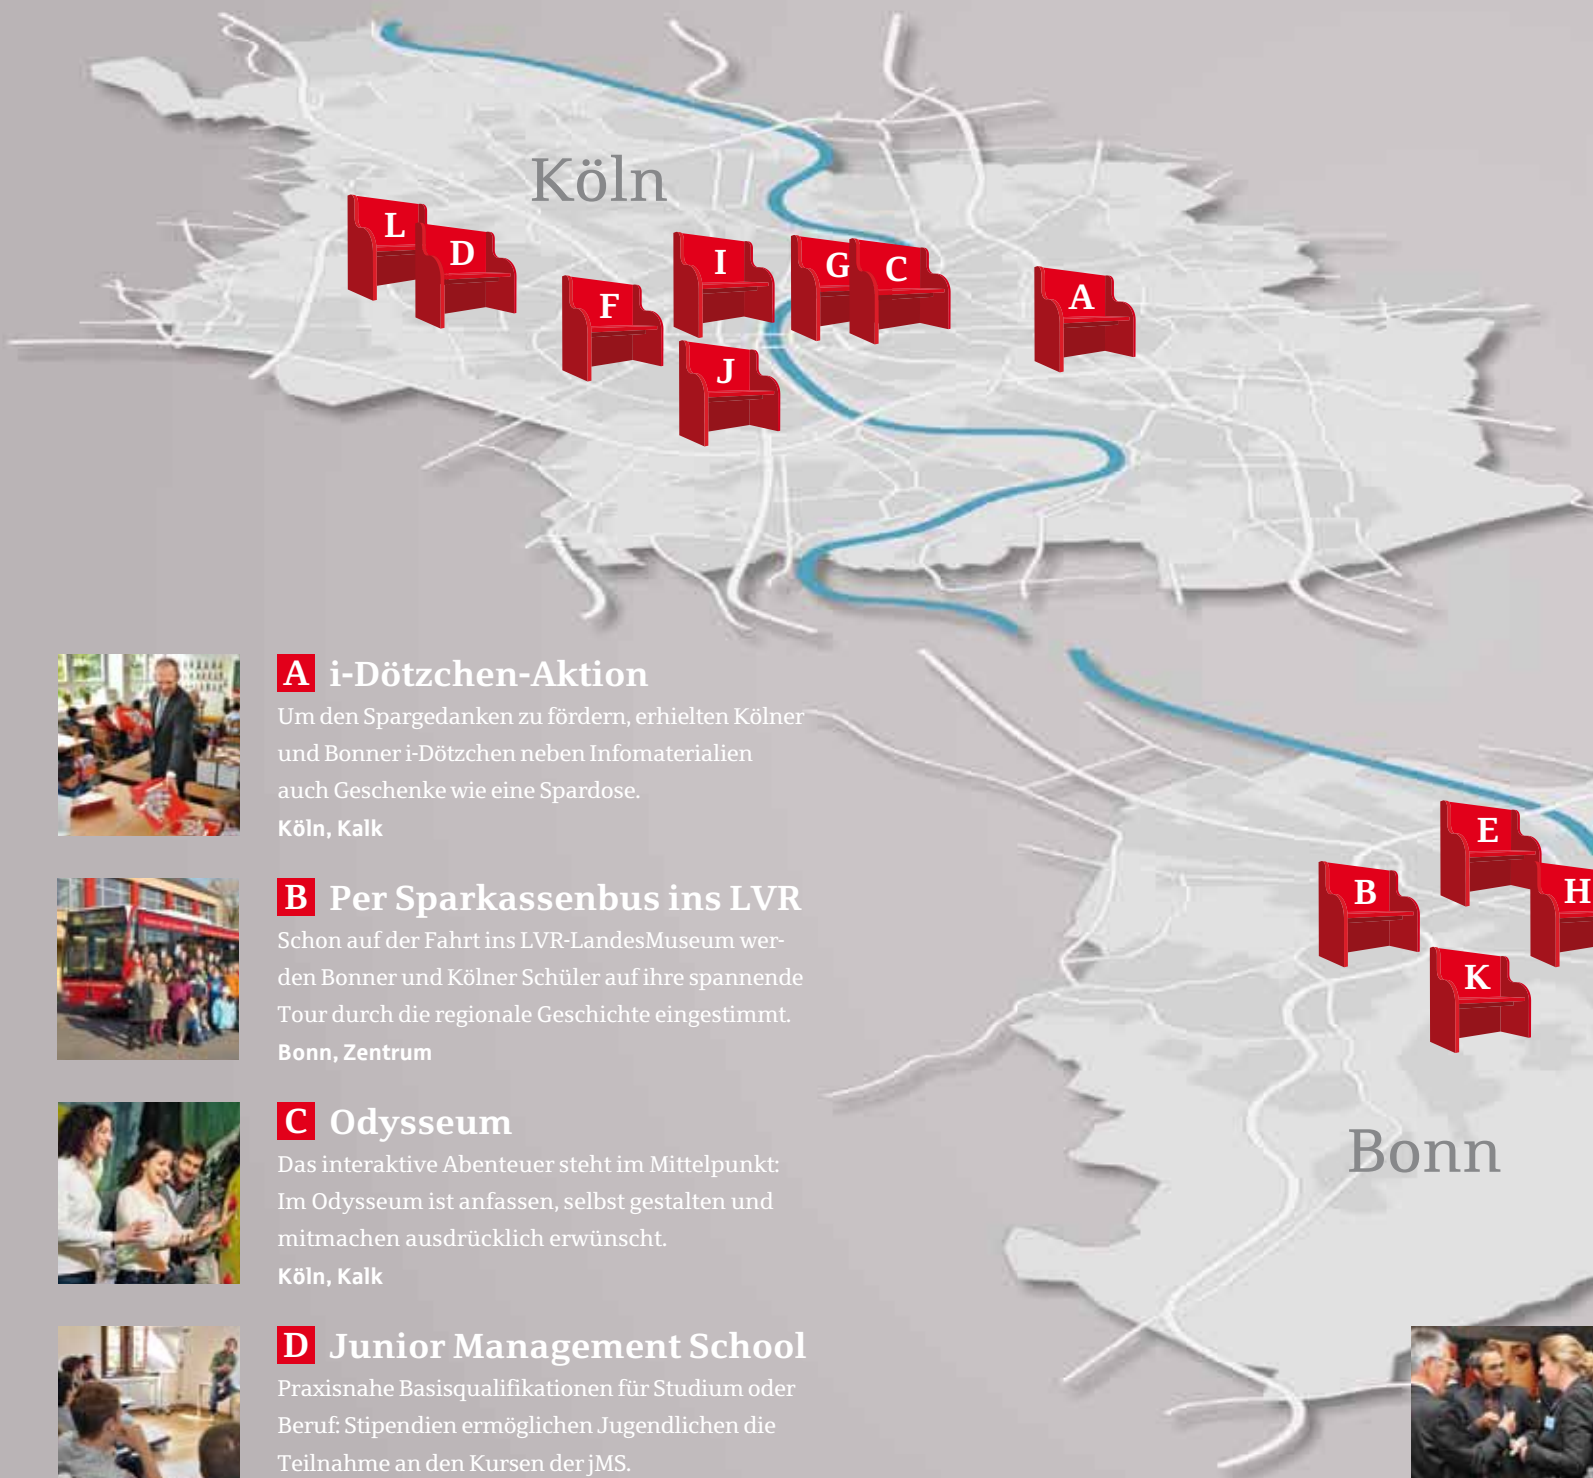 Köln
L
D
F
I
J
G
C
A
A i-Dötzchen-Aktion
Um den Spargedanken zu fördern, erhielten Kölner
und Bonner i-Dötzchen neben Infomaterialien
auch Geschenke wie eine Spardose.
Köln, Kalk
B Per Sparkassenbus ins LVR
Schon auf der Fahrt ins LVR-LandesMuseum wer-
den Bonner und Kölner Schüler auf ihre spannende
Tour durch die regionale Geschichte eingestimmt.
Bonn, Zentrum
C Odysseum
Das interaktive Abenteuer steht im Mittelpunkt:
Im Odysseum ist anfassen, selbst gestalten und
mitmachen ausdrücklich erwünscht.
Köln, Kalk
D Junior Management School
Praxisnahe Basisqualifikationen für Studium oder
Beruf: Stipendien ermöglichen Jugendlichen die
Teilnahme an den Kursen der jMS.
E
B
H
K
Bonn